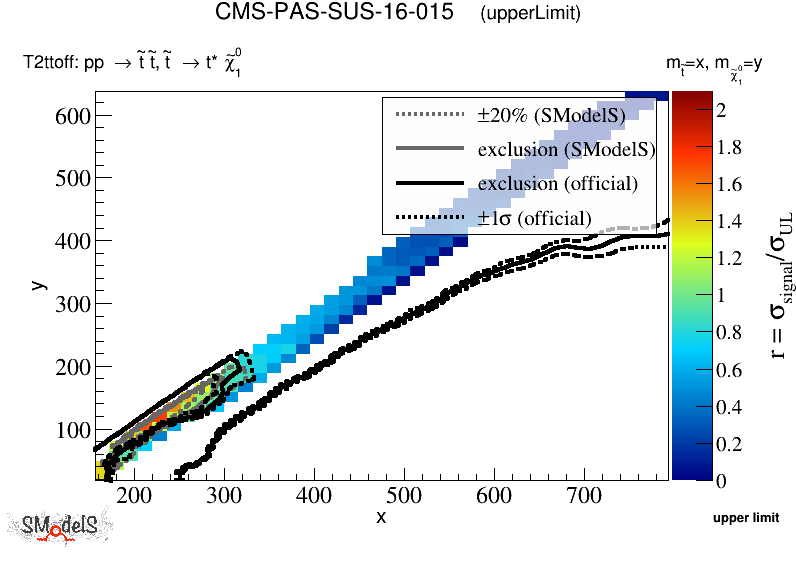 CMS-PAS-SUS-16-015 (upperLimit)
T2ttoff: pp → t̃ t̃, t̃ → t* χ̃₁⁰
m_t̃=x, m_χ̃₁⁰=y
±20% (SModelS)
exclusion (SModelS)
exclusion (official)
±1σ (official)
600
500
400
300
200
100
y
200 300 400 500 600 700
x
2
1.8
1.6
1.4
1.2
1
0.8
0.6
0.4
0.2
0
r = σ_signal/σ_UL
upper limit
SModelS